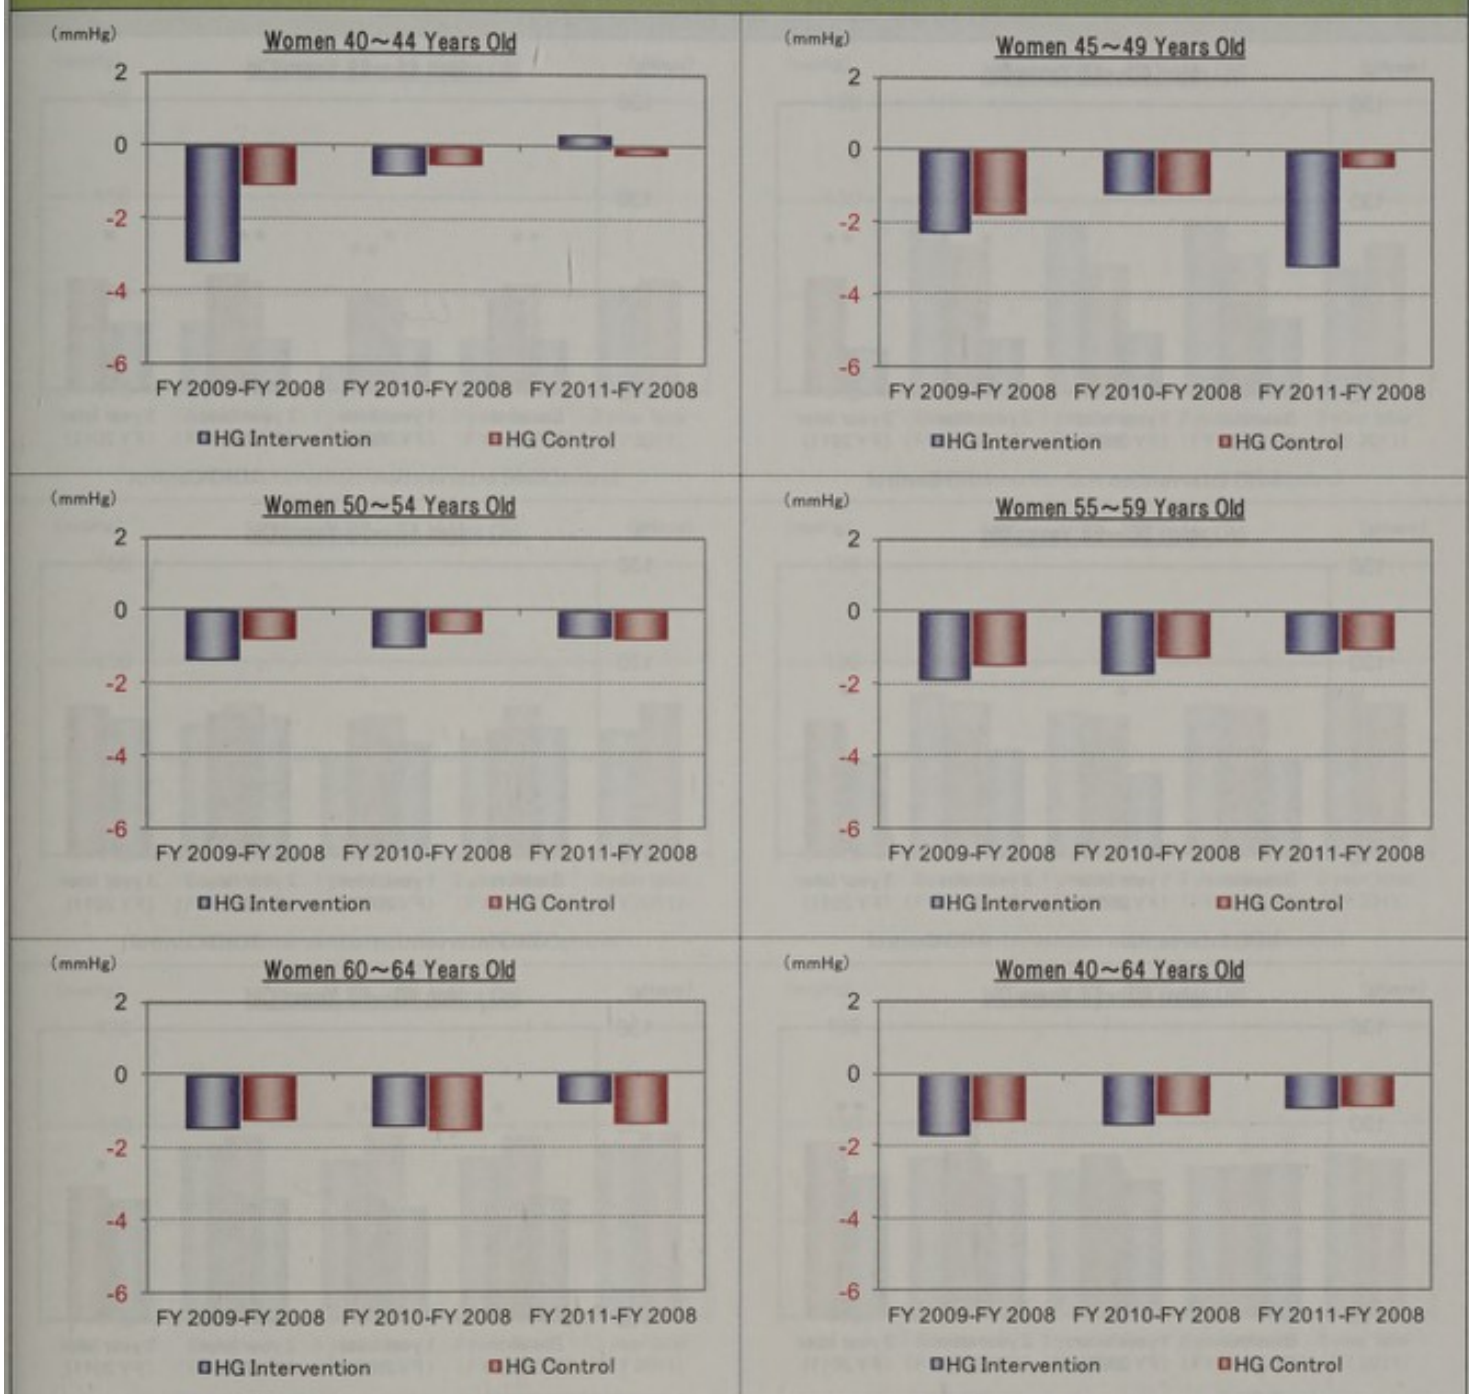 (mmHg)
Women 40～44 Years Old
2
0
-2
-4
-6
FY 2009-FY 2008 FY 2010-FY 2008 FY 2011-FY 2008
HG Intervention HG Control
(mmHg)
Women 45～49 Years Old
2
0
-2
-4
-6
FY 2009-FY 2008 FY 2010-FY 2008 FY 2011-FY 2008
HG Intervention HG Control
(mmHg)
Women 50～54 Years Old
2
0
-2
-4
-6
FY 2009-FY 2008 FY 2010-FY 2008 FY 2011-FY 2008
HG Intervention HG Control
(mmHg)
Women 55～59 Years Old
2
0
-2
-4
-6
FY 2009-FY 2008 FY 2010-FY 2008 FY 2011-FY 2008
HG Intervention HG Control
(mmHg)
Women 60～64 Years Old
2
0
-2
-4
-6
FY 2009-FY 2008 FY 2010-FY 2008 FY 2011-FY 2008
HG Intervention HG Control
(mmHg)
Women 40～64 Years Old
2
0
-2
-4
-6
FY 2009-FY 2008 FY 2010-FY 2008 FY 2011-FY 2008
HG Intervention HG Control